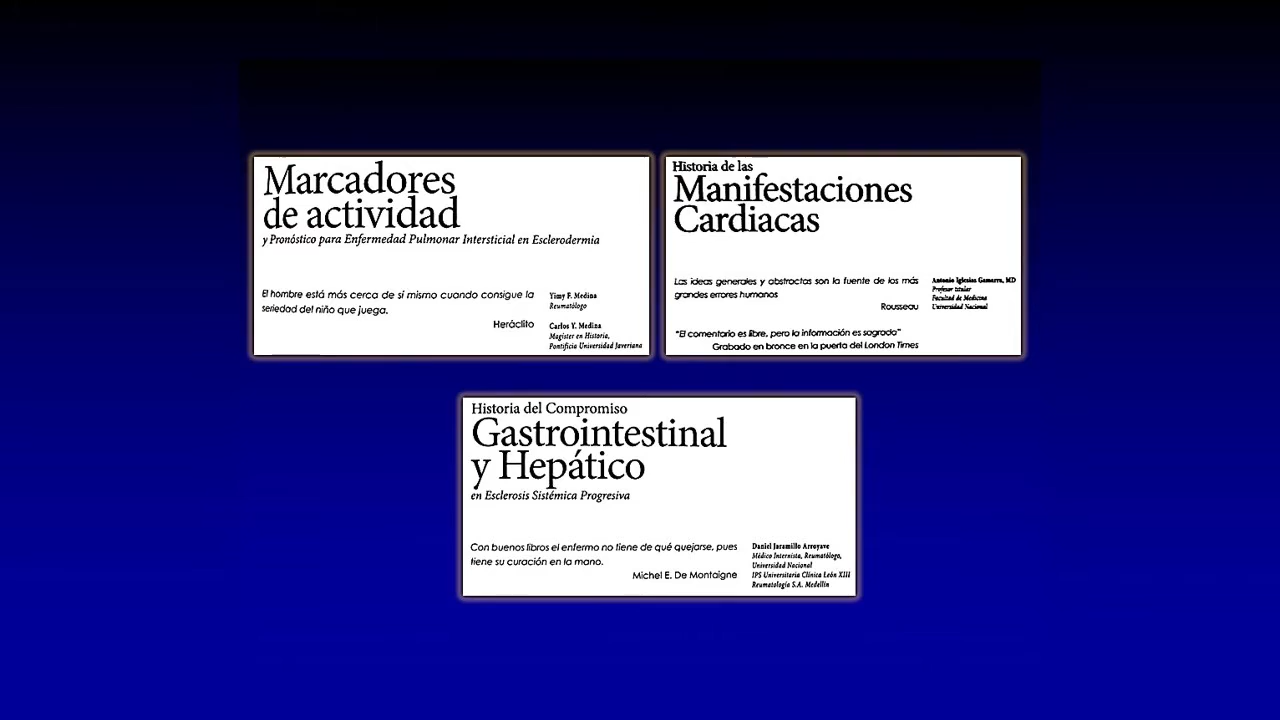 Marcadores
de actividad
y Pronóstico para Enfermedad Pulmonar Intersticial en Esclerodermia
El hombre está más cerca de sí mismo cuando consigue la
seriedad del niño que juega.
Heráclito
Yimy F. Medina
Reumatólogo
Carlos Y. Medina
Magíster en Historia,
Pontificio Universidad Javeriana
Historia de las
Manifestaciones
Cardiacas
Las ideas generales y abstractas son la fuente de los más
grandes errores humanos
Rousseau
"El comentario es libre, pero la información es sagrada"
Grabado en bronce en la puerta del London Times
Antonio Iglesias Gamarra, MD
Profesor titular
Facultad de Medicina
Universidad Nacional
Historia del Compromiso
Gastrointestinal
y Hepático
en Esclerosis Sistémica Progresiva
Con buenos libros el enfermo no tiene de qué quejarse, pues
tiene su curación en la mano.
Michel E. De Montaigne
Daniel Jaramillo Arroyave
Médico Internista, Reumatólogo,
Universidad Nacional
IPS Universitaria Clínica León XIII
Reumatología S.A. Medellín